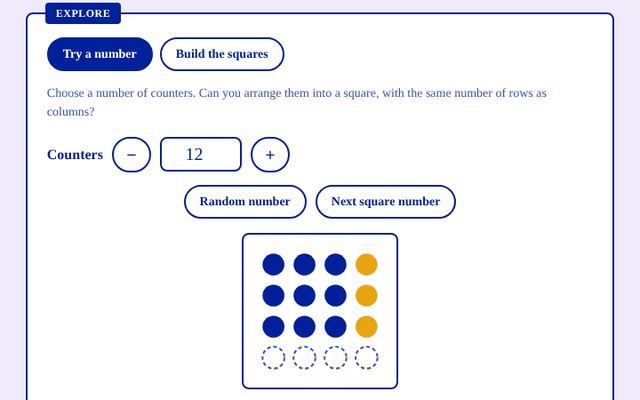 EXPLORE
Try a number
Build the squares
Choose a number of counters. Can you arrange them into a square, with the same number of rows as
columns?
Counters − 12 +
Random number
Next square number